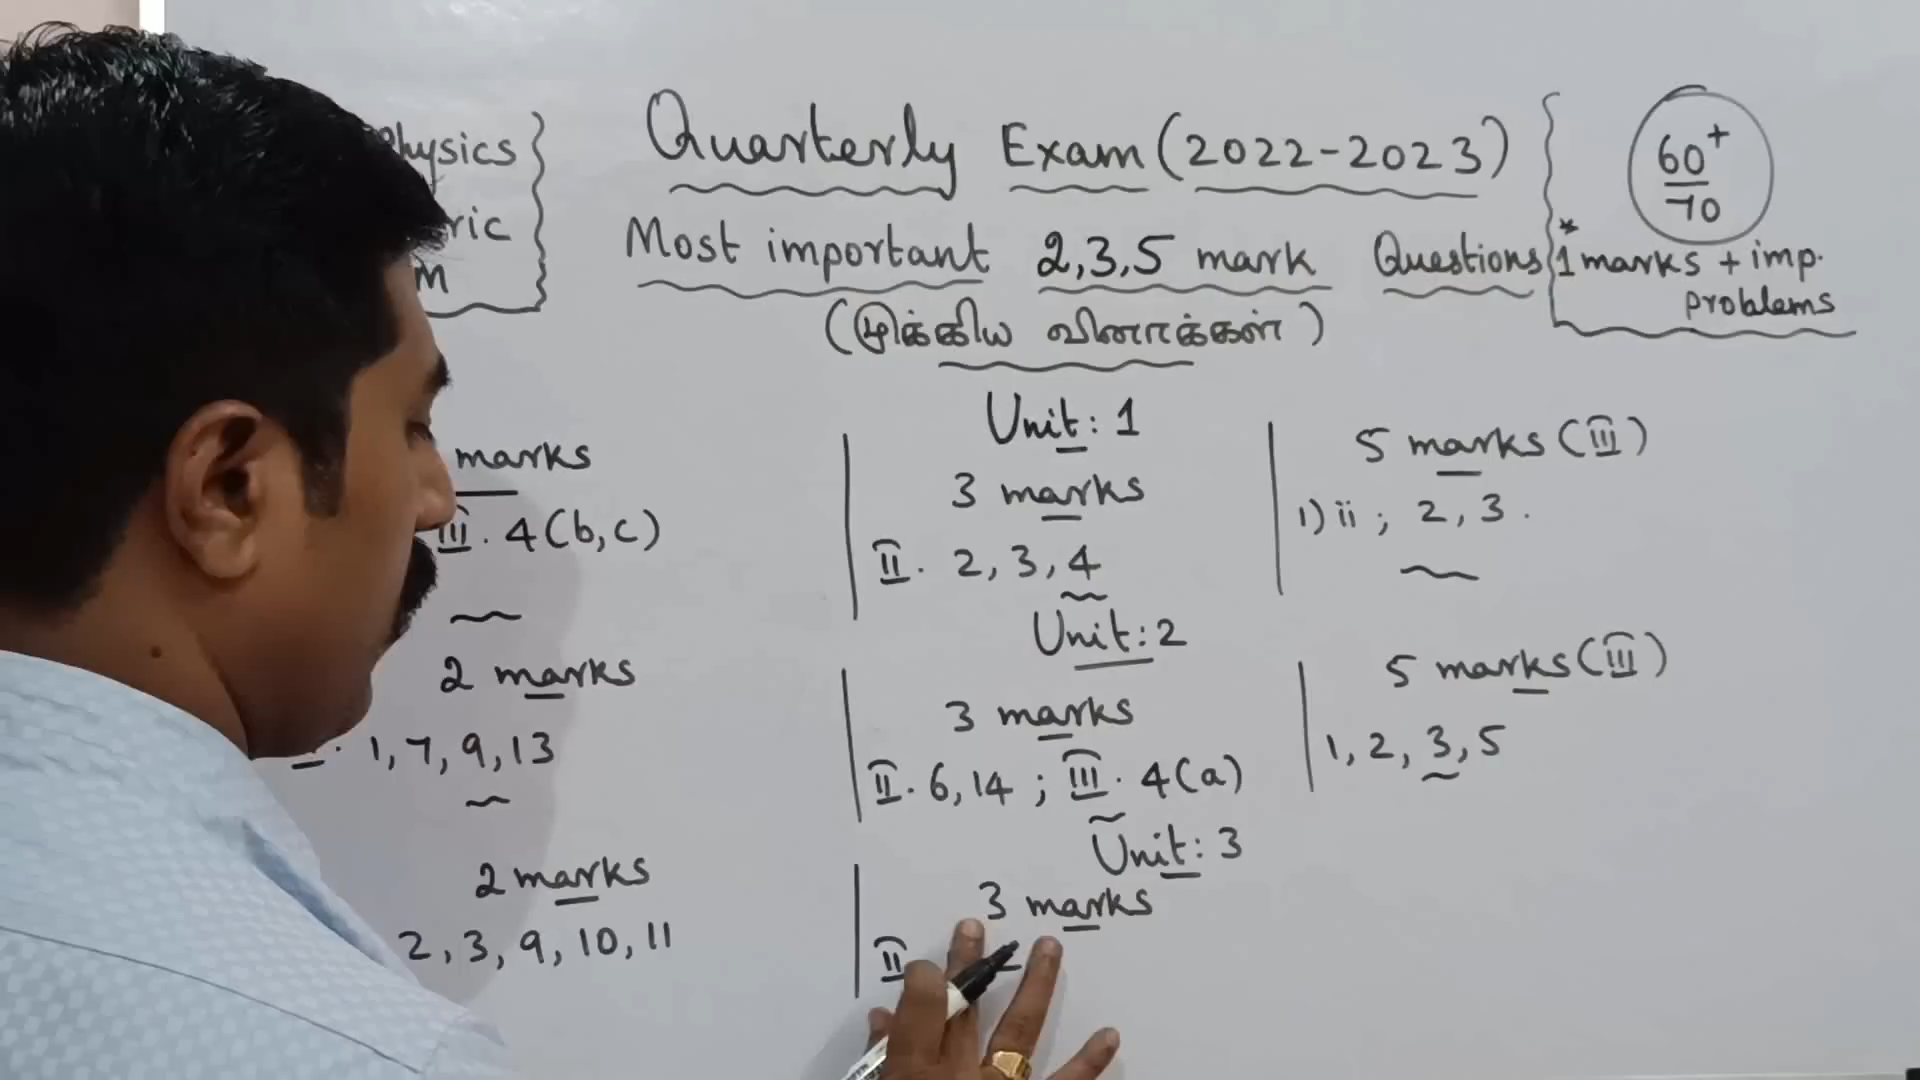 Physics
Quarterly Exam (2022-2023)
60+
70
Most important 2,3,5 mark Questions
* 1 marks + imp.
problems
(முக்கிய வினாக்கள்)
Unit: 1
marks
III. 4(b,c)
3 marks
II. 2, 3, 4
5 marks (III)
1) ii ; 2, 3.
Unit: 2
2 marks
1, 7, 9, 13
3 marks
II. 6, 14 ; III. 4(a)
5 marks (III)
1, 2, 3, 5
Unit: 3
2 marks
2, 3, 9, 10, 11
3 marks
II